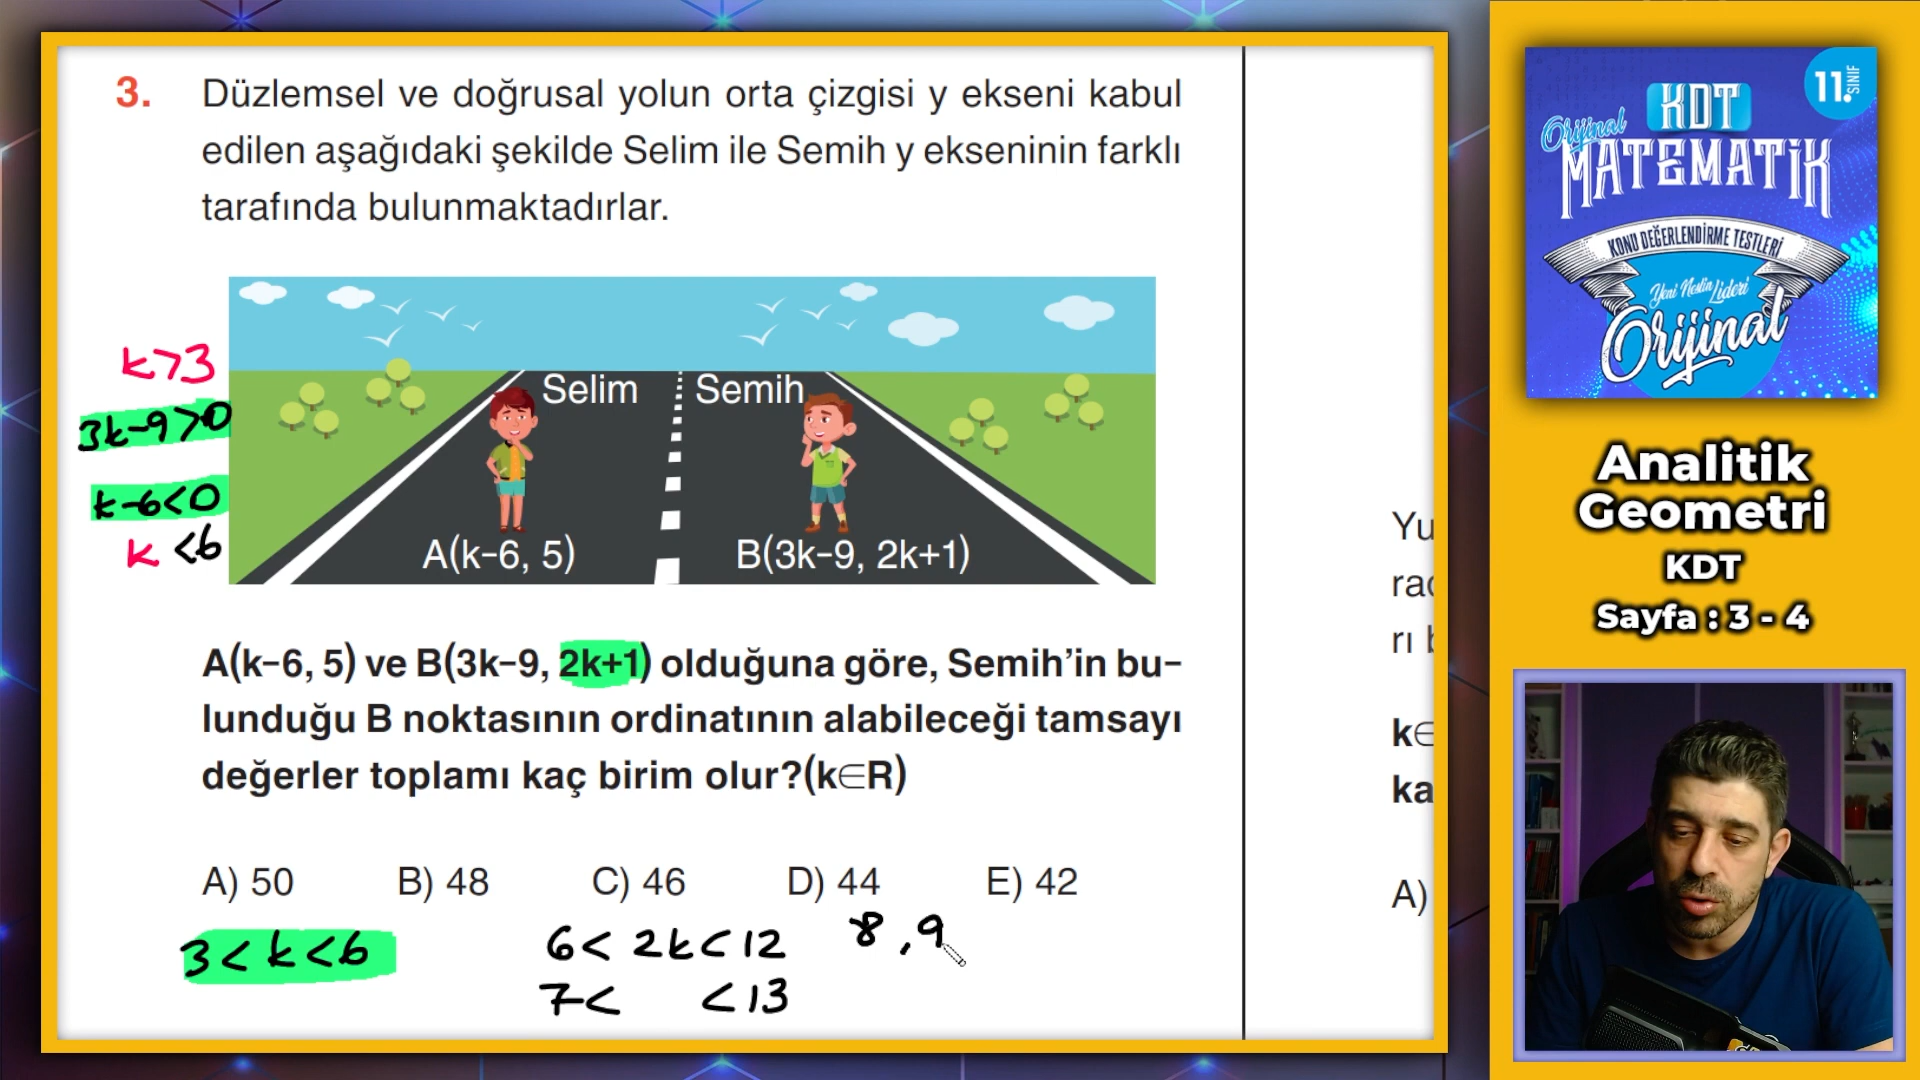 3. Düzlemsel ve doğrusal yolun orta çizgisi y ekseni kabul
edilen aşağıdaki şekilde Selim ile Semih y ekseninin farklı
tarafında bulunmaktadırlar.
Selim Semih
A(k-6, 5) B(3k-9, 2k+1)
k>3
3k-9>0
k-6<0
k <6
A(k-6, 5) ve B(3k-9, 2k+1) olduğuna göre, Semih'in bu-
lunduğu B noktasının ordinatının alabileceği tamsayı
değerler toplamı kaç birim olur?(k∈R)
A) 50 B) 48 C) 46 D) 44 E) 42
3 < k < 6
6 < 2k < 12
7 < < 13
8 , 9
Yu
rı
k∈
ka
A)
11. SINIF
KDT
Orijinal
MATEMATİK
KONU DEĞERLENDİRME TESTLERİ
Yeni Neslin Lideri
Orijinal
Analitik
Geometri
KDT
Sayfa : 3 - 4